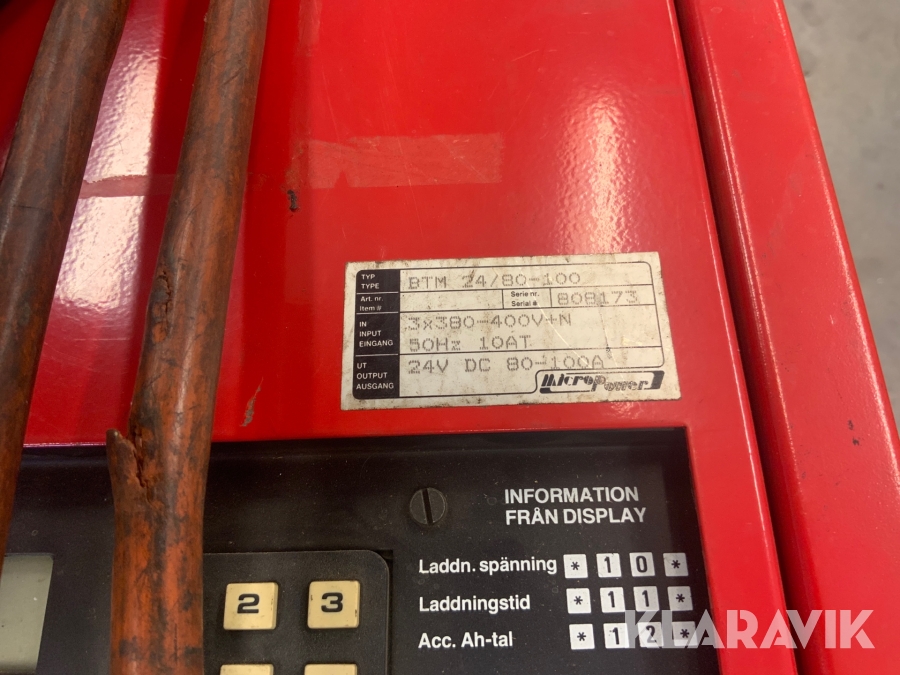 TYP
TYPE
BTM 24/80-100
Art. nr
Item #
Serie nr.
Serial #
808173
IN
INPUT
EINGANG
3x380-400V+N
50Hz 10AT
UT
OUTPUT
AUSGANG
24V DC 80-100A
MicroPower
INFORMATION
FRÅN DISPLAY
Laddn. spänning * 1 0 *
Laddningstid * 1 1 *
Acc. Ah-tal * 1 2 *
2 3
KLARAVIK